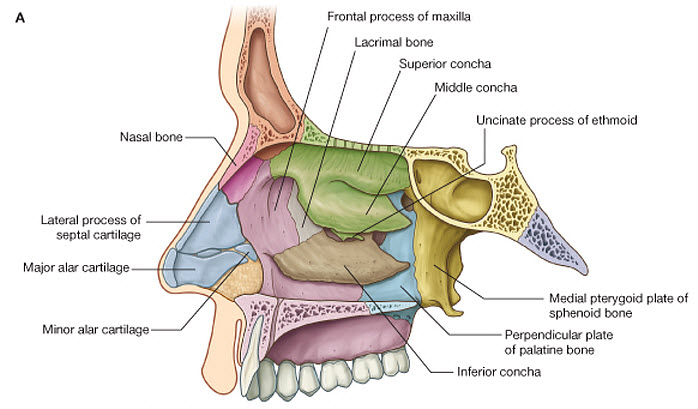 A
Frontal process of maxilla
Lacrimal bone
Superior concha
Middle concha
Uncinate process of ethmoid
Nasal bone
Lateral process of
septal cartilage
Major alar cartilage
Minor alar cartilage
Medial pterygoid plate of
sphenoid bone
Perpendicular plate
of palatine bone
Inferior concha